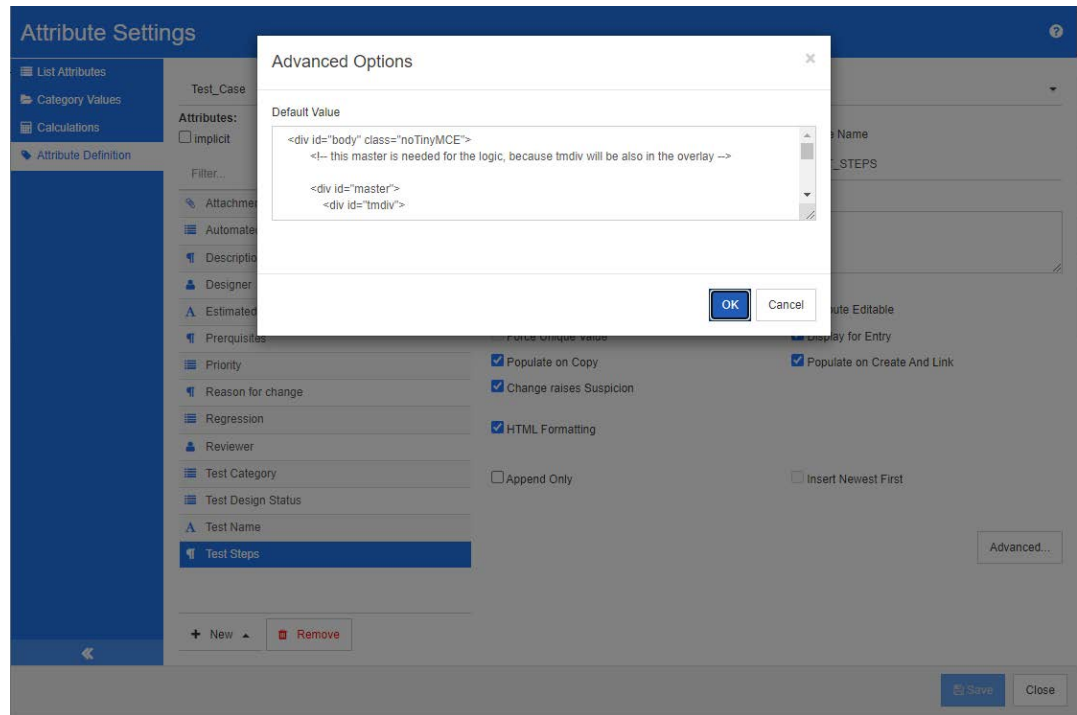 Attribute Settings
List Attributes
Category Values
Calculations
Attribute Definition
Test_Case
Attributes:
implicit
Filter...
Attachme
Automate
Descriptio
Designer
Estimated
Prerquisites
Priority
Reason for change
Regression
Reviewer
Test Category
Test Design Status
Test Name
Test Steps
+ New
Remove
Advanced Options
×
Default Value
<div id="body" class="noTinyMCE">
<!-- this master is needed for the logic, because tmdiv will be also in the overlay -->
<div id="master">
<div id="tmdiv">
OK
Cancel
Name
_STEPS
ute Editable
Force Unique Value
Display for Entry
Populate on Copy
Populate on Create And Link
Change raises Suspicion
HTML Formatting
Append Only
Insert Newest First
Advanced...
Save
Close